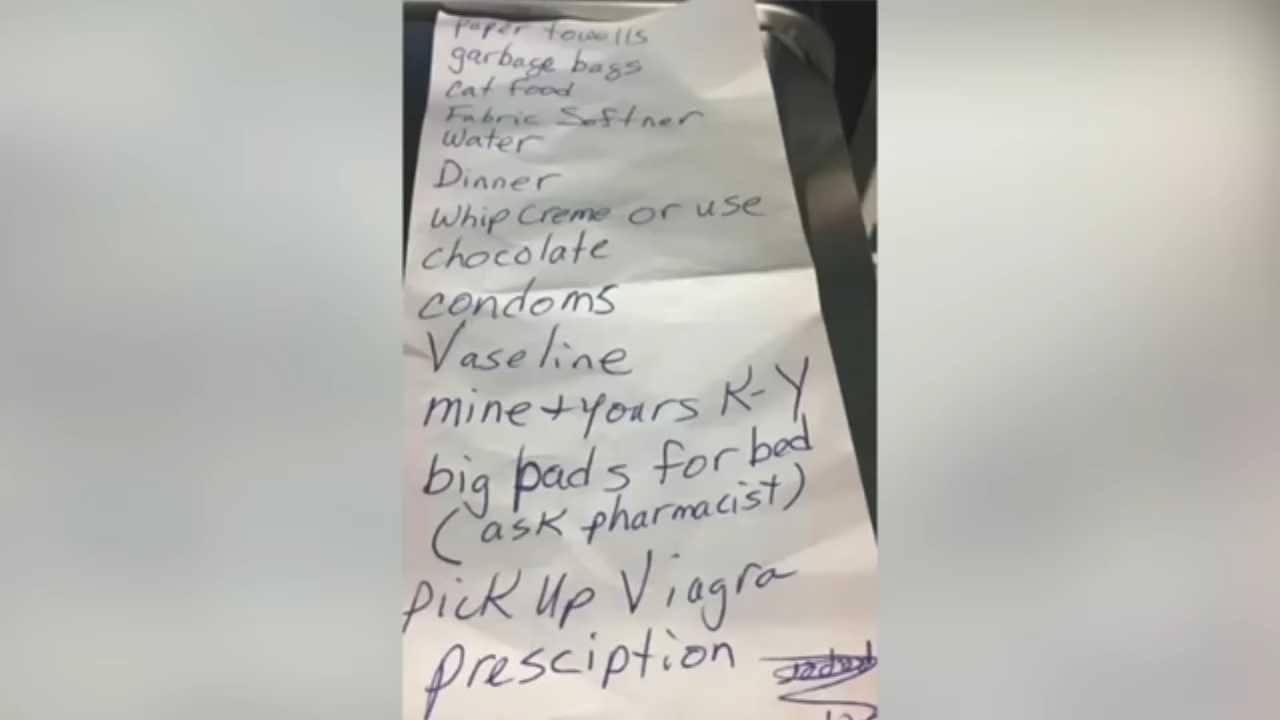 paper towells
garbage bags
cat food
Fabric Softner
water
Dinner
Whip Creme or use
chocolate
condoms
Vaseline
mine + yours K-Y
big pads for bed
(ask pharmacist)
pick up Viagra
presciption